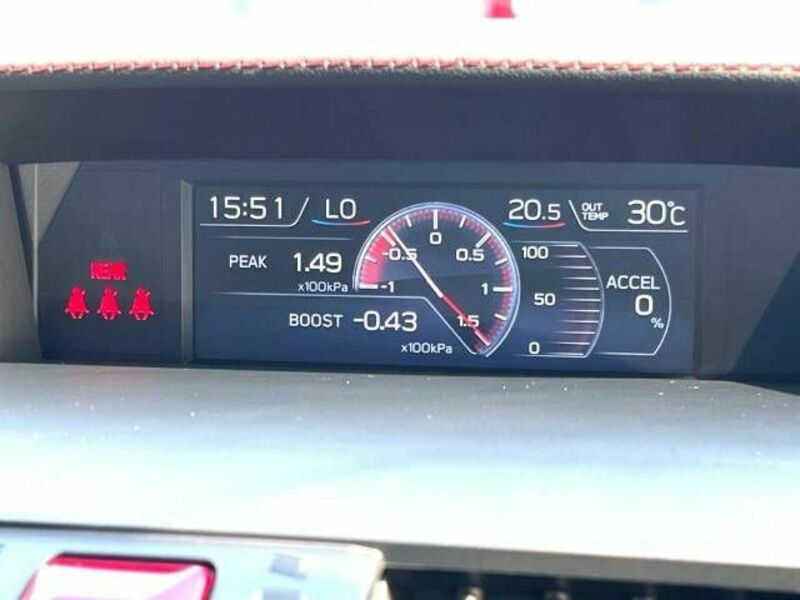 15:51 LO 20.5 OUT TEMP 30°C
REAR
PEAK 1.49 x100kPa
BOOST -0.43 x100kPa
-1 -0.5 0 0.5 1 1.5
100
50
0
ACCEL
0 %